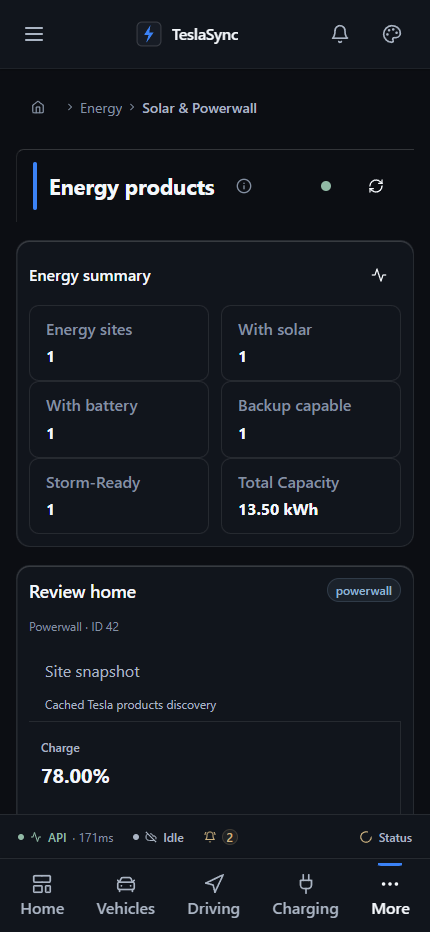 TeslaSync
Energy Solar & Powerwall
Energy products
Energy summary
Energy sites
1
With solar
1
With battery
1
Backup capable
1
Storm-Ready
1
Total Capacity
13.50 kWh
Review home
powerwall
Powerwall · ID 42
Site snapshot
Cached Tesla products discovery
Charge
78.00%
API · 171ms Idle 2 Status
Home Vehicles Driving Charging More